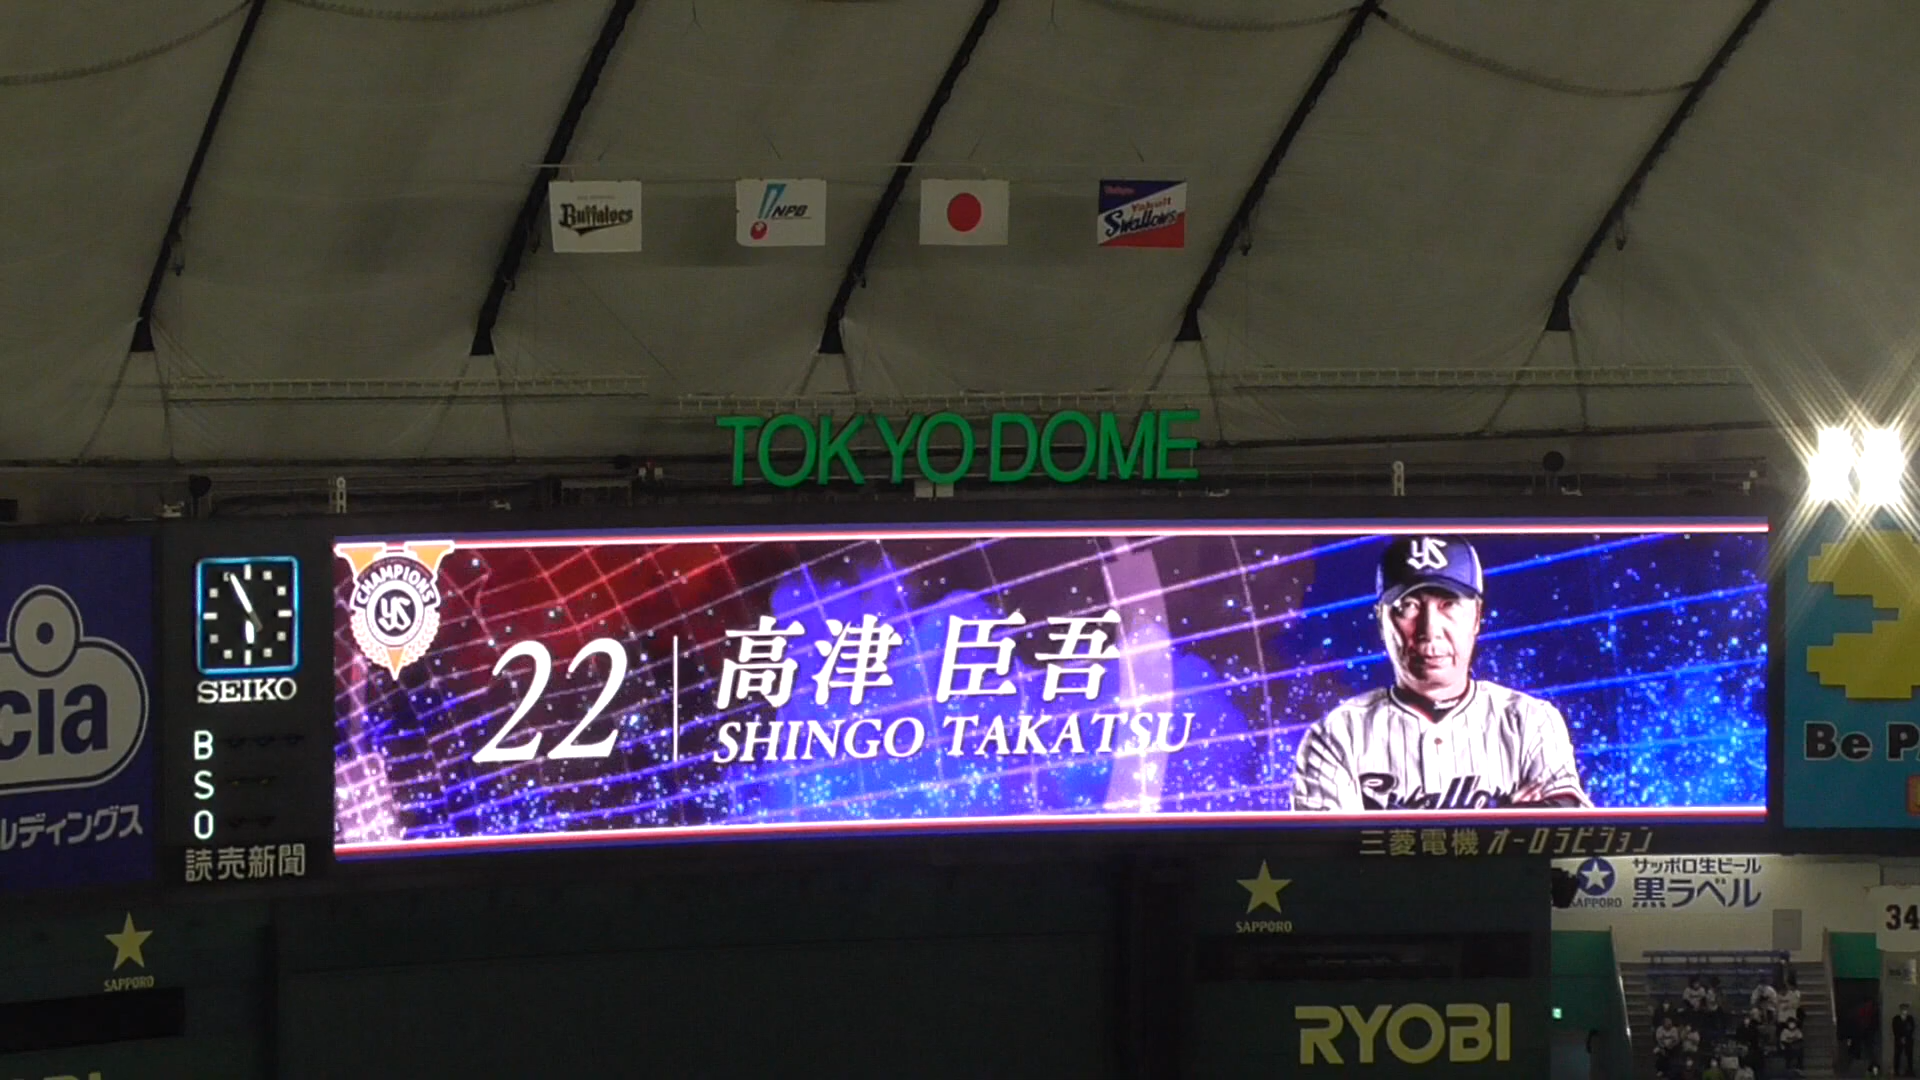 Buffaloes
NPB
Tokyo
Yakult
Swallows
TOKYO DOME
CHAMPIONS
YS
YS
22
高津 臣吾
SHINGO TAKATSU
Swallows
SEIKO
B
S
O
読売新聞
cia
ルディングス
Be P
三菱電機 オーロラビジョン
SAPPORO
サッポロ生ビール
黒ラベル
34
SAPPORO
SAPPORO
RYOBI